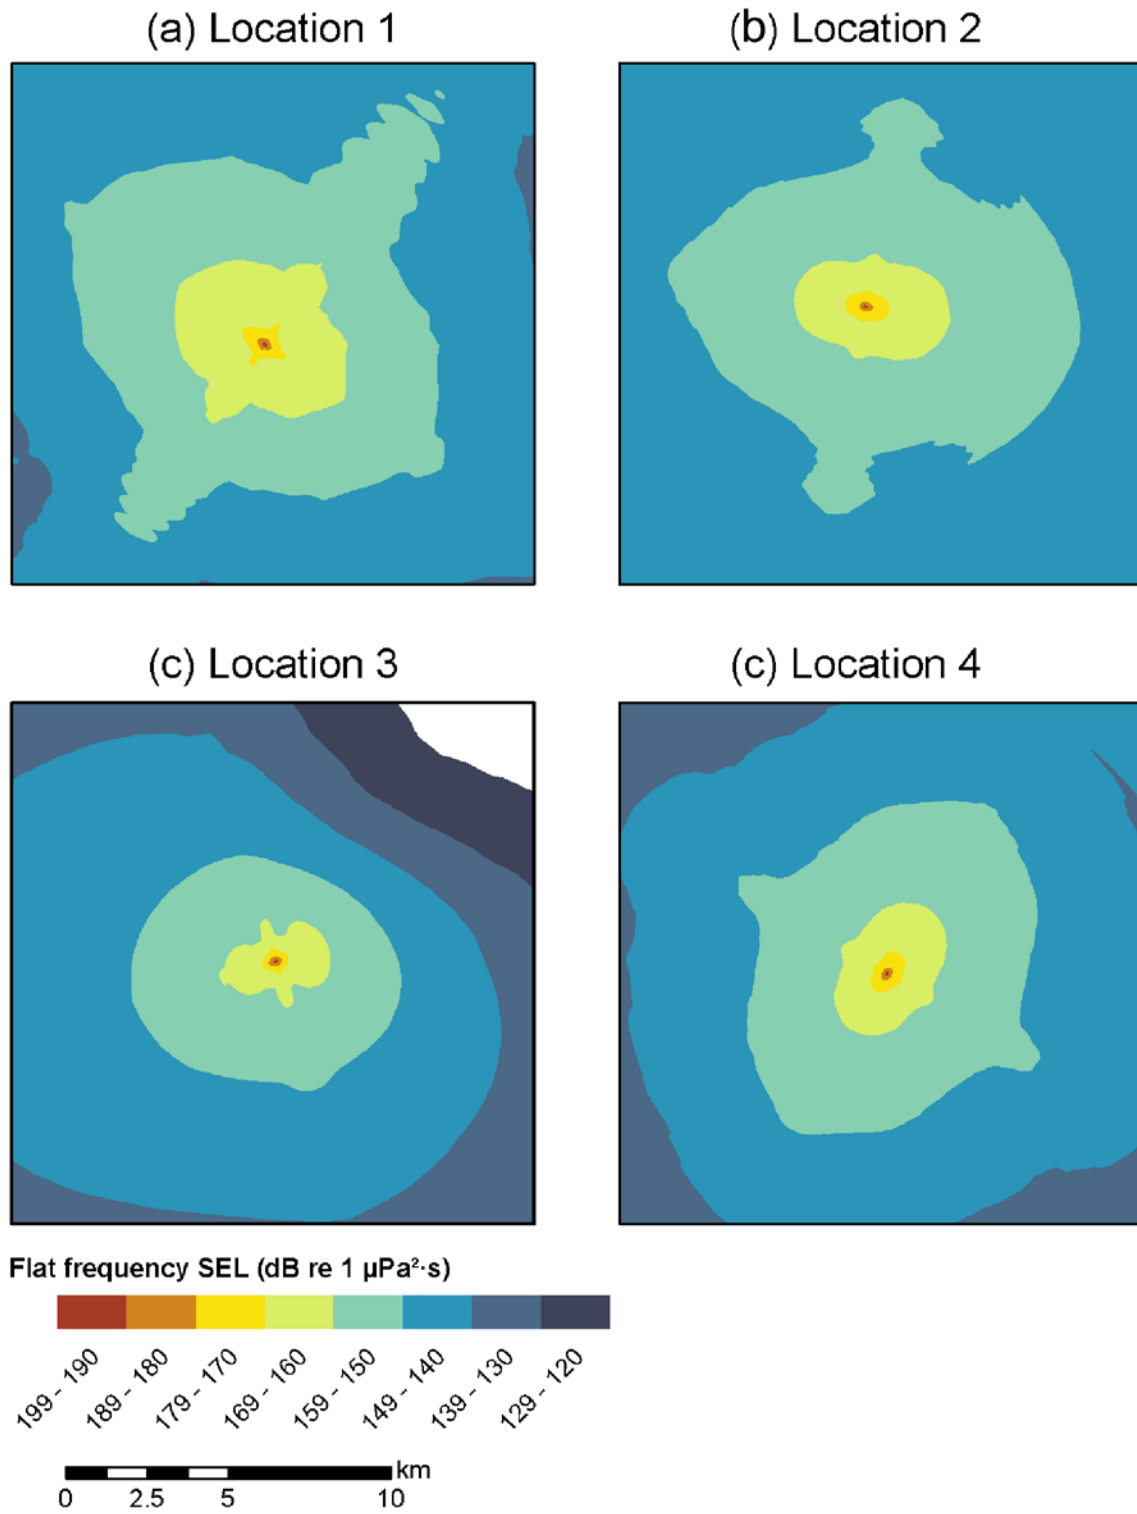 (a) Location 1
(b) Location 2
(c) Location 3
(c) Location 4
Flat frequency SEL (dB re 1 µPa²·s)
199 - 190
189 - 180
179 - 170
169 - 160
159 - 150
149 - 140
139 - 130
129 - 120
km
0 2.5 5 10